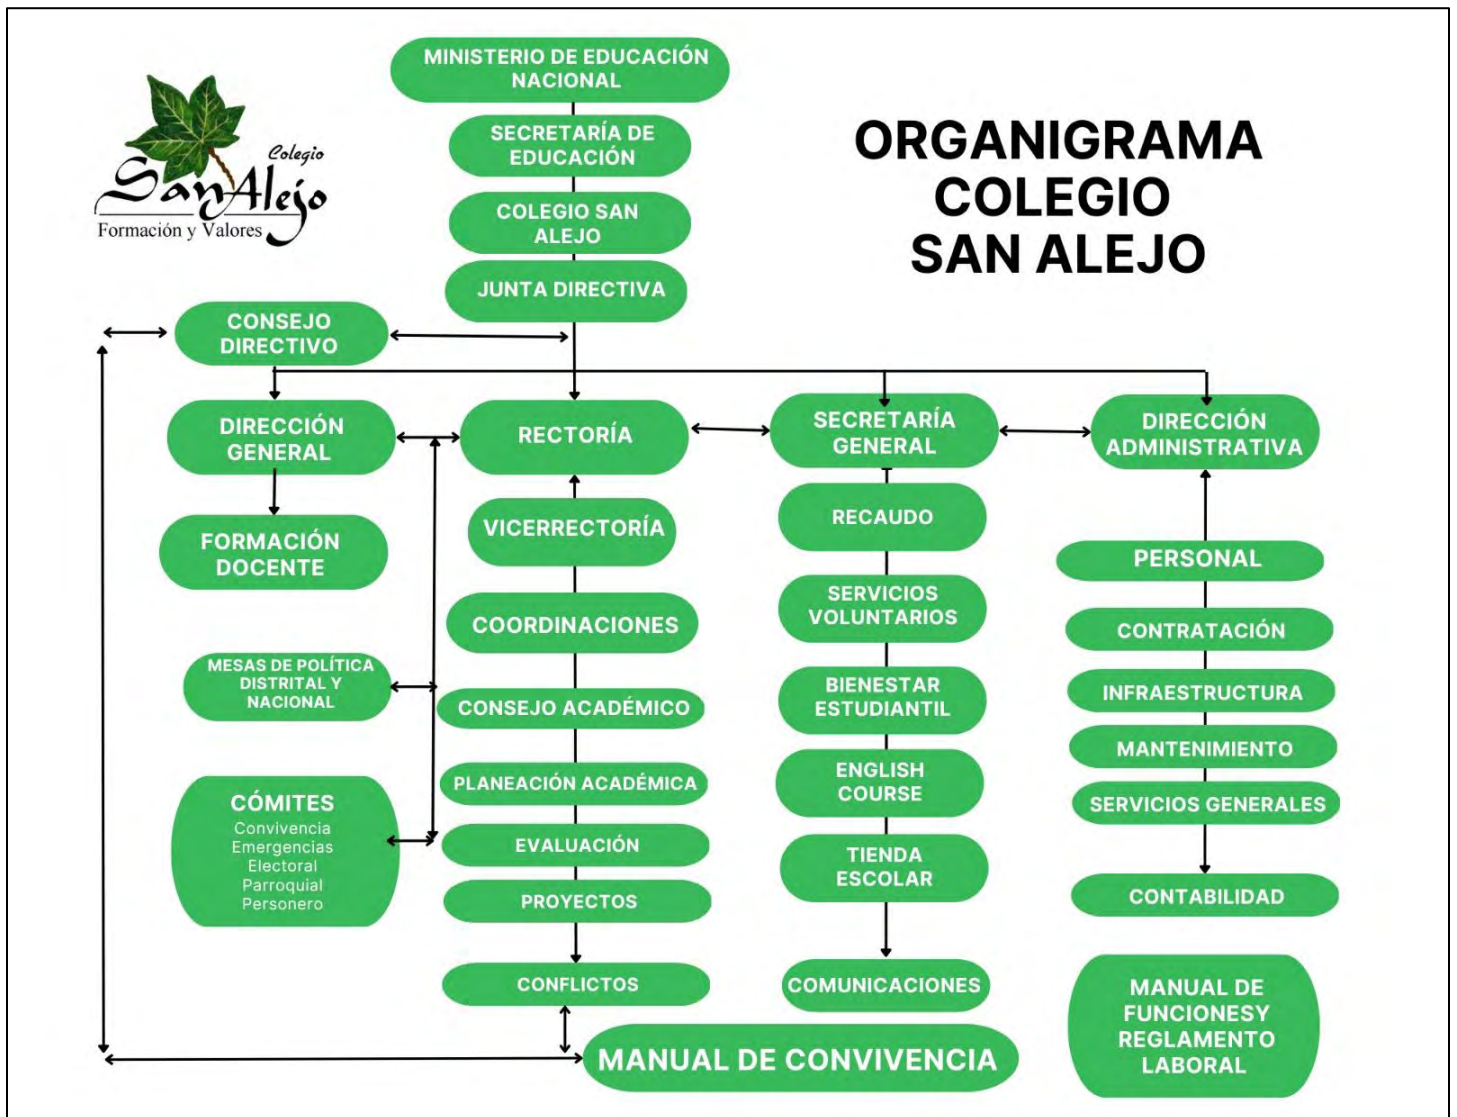 MINISTERIO DE EDUCACIÓN
NACIONAL
SECRETARÍA DE
EDUCACIÓN
COLEGIO SAN
ALEJO
JUNTA DIRECTIVA
Colegio
San Alejo
Formación y Valores
ORGANIGRAMA
COLEGIO
SAN ALEJO
CONSEJO
DIRECTIVO
DIRECCIÓN
GENERAL
RECTORÍA
SECRETARÍA
GENERAL
DIRECCIÓN
ADMINISTRATIVA
FORMACIÓN
DOCENTE
MESAS DE POLÍTICA
DISTRITAL Y
NACIONAL
CÓMITES
Convivencia
Emergencias
Electoral
Parroquial
Personero
VICERRECTORÍA
COORDINACIONES
CONSEJO ACADÉMICO
PLANEACIÓN ACADÉMICA
EVALUACIÓN
PROYECTOS
CONFLICTOS
RECAUDO
SERVICIOS
VOLUNTARIOS
BIENESTAR
ESTUDIANTIL
ENGLISH
COURSE
TIENDA
ESCOLAR
COMUNICACIONES
PERSONAL
CONTRATACIÓN
INFRAESTRUCTURA
MANTENIMIENTO
SERVICIOS GENERALES
CONTABILIDAD
MANUAL DE
FUNCIONESY
REGLAMENTO
LABORAL
MANUAL DE CONVIVENCIA